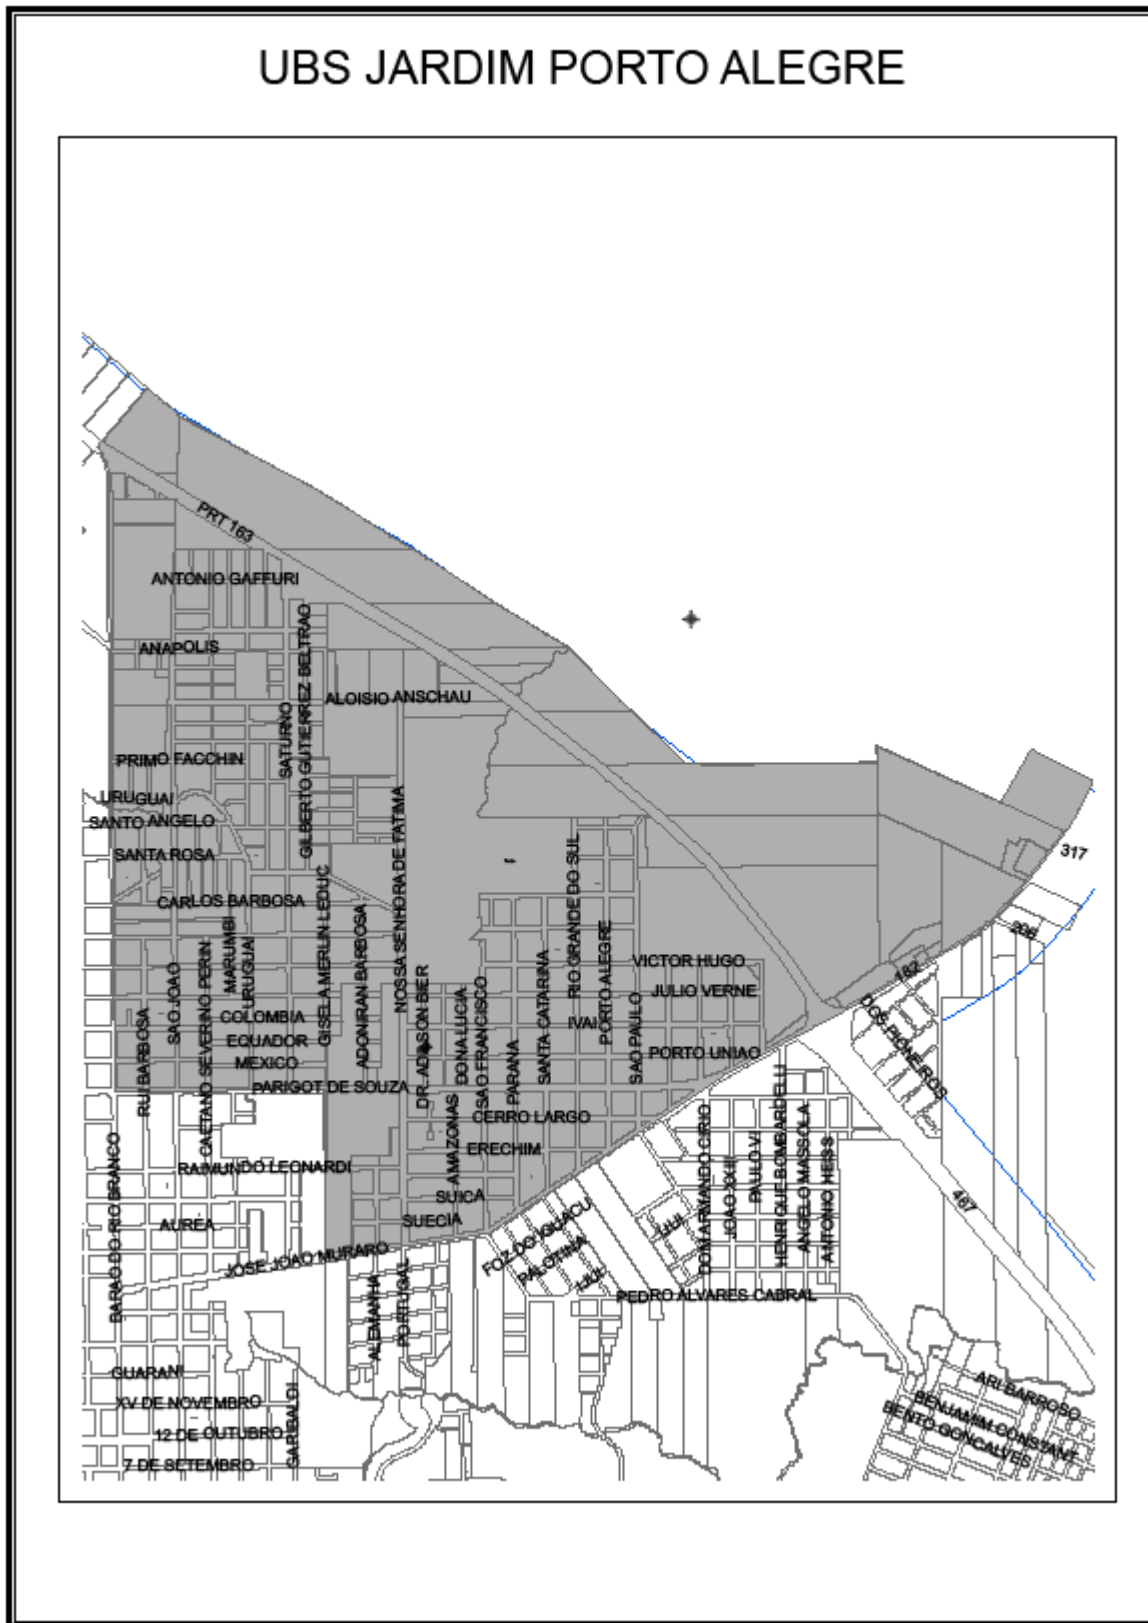 UBS JARDIM PORTO ALEGRE
PRT 163
ANTONIO GAFFURI
ANAPOLIS
GILBERTO GUTIERREZ BELTRAO
ALOISIO ANSCHAU
SATURNO
PRIMO FACCHIN
URUGUAI
SANTO ANGELO
NOSSA SENHORA DE FATIMA
RIO GRANDE DO SUL
SANTA ROSA
317
GISELA MERLIN LEDUC
CARLOS BARBOSA
ADONIRAN BARBOSA
MARUMBI
URUGUAI
CAETANO SEVERINO PERIN
SAO JOAO
PORTO ALEGRE
SANTA CATARINA
VICTOR HUGO
182
DR. ADILSON BIER
SAO FRANCISCO
DONA LUCIA
JULIO VERNE
SAO PAULO
DOS PIONEIROS
RUI BARBOSA
COLOMBIA
IVAI
EQUADOR
PARANA
PORTO UNIAO
MEXICO
PARIGOT DE SOUZA
AMAZONAS
CERRO LARGO
HENRIQUE BOMBARDELLI
DOM ARMANDO CIRIO
JOAO XXIII
PAULO VI
ANGELO MASSOLA
ANTONIO HEISS
BARAO DO RIO BRANCO
ERECHIM
RAIMUNDO LEONARDI
SUICA
467
AUREA
SUECIA
FOZ DO IGUACU
IJUI
JOSE JOAO MURARO
PALOTINA
IJUI
ALEMANHA
PORTUGAL
PEDRO ALVARES CABRAL
GUARANI
ARI BARROSO
XV DE NOVEMBRO
GARIBALDI
BENJAMIM CONSTANT
12 DE OUTUBRO
BENTO GONCALVES
7 DE SETEMBRO